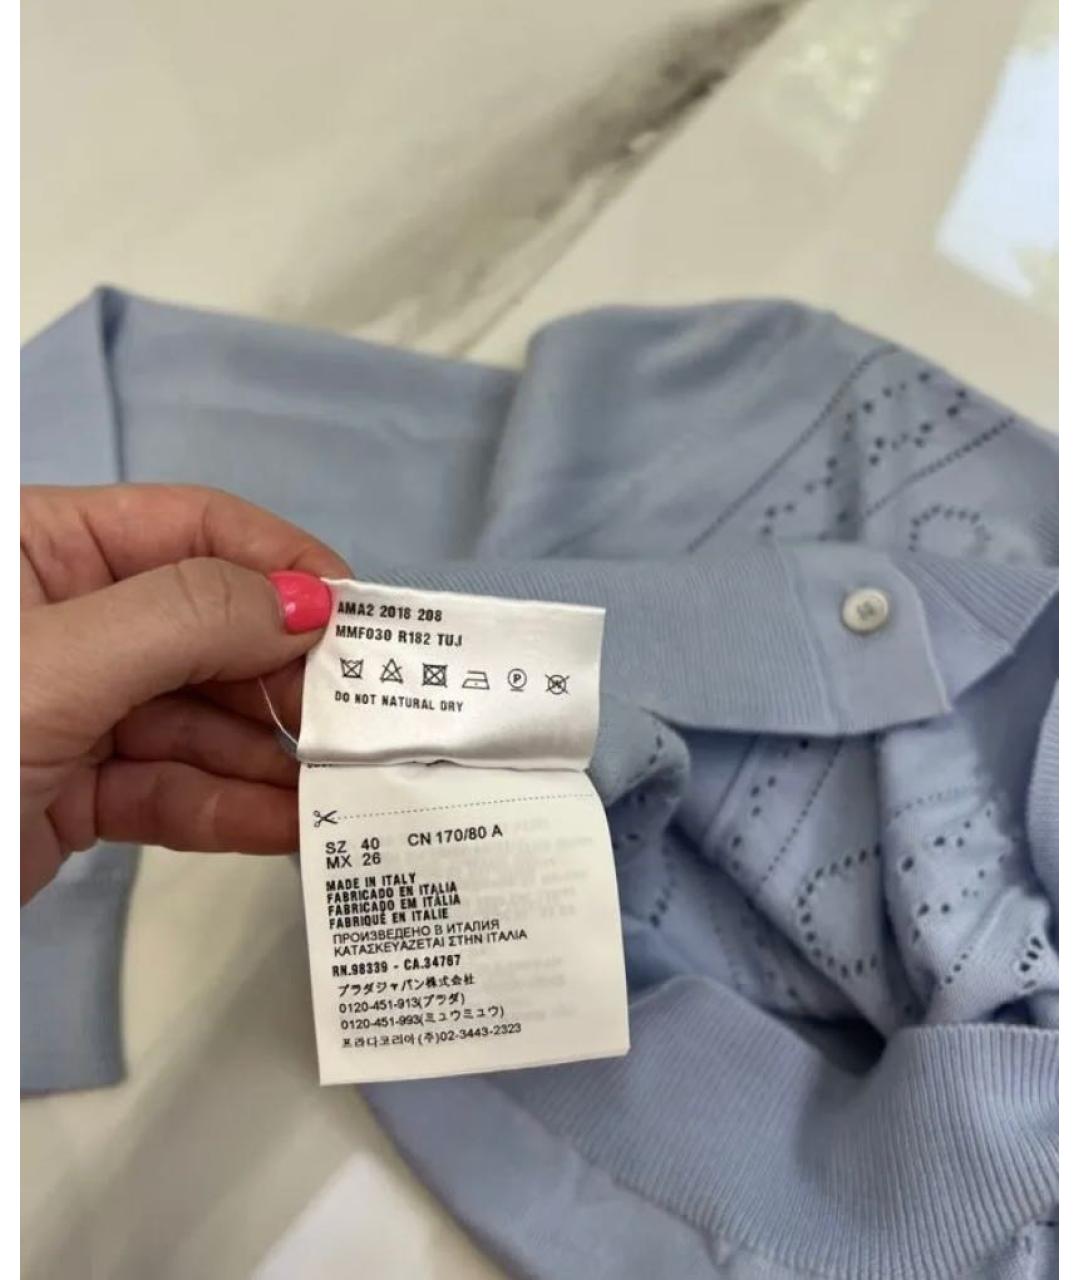 AMA2 2018 208
MMF030 R182 TUJ
DO NOT NATURAL DRY
SZ 40 CN 170/80 A
MX 26
MADE IN ITALY
FABRICADO EN ITALIA
FABRICADO EM ITÁLIA
FABRIQUÉ EN ITALIE
ПРОИЗВЕДЕНО В ИТАЛИЯ
ΚΑΤΑΣΚΕΥΑΖΕΤΑΙ ΣΤΗΝ ΙΤΑΛΙΑ
RN.98339 - CA.34767
プラダジャパン株式会社
0120-451-913(プラダ)
0120-451-993(ミュウミュウ)
프라다코리아(주)02-3443-2323